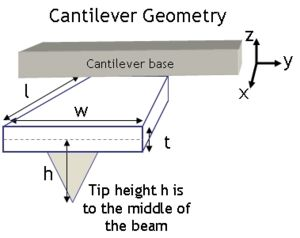 Cantilever Geometry
Cantilever base
z
y
x
l
w
t
h
Tip height h is
to the middle of
the beam